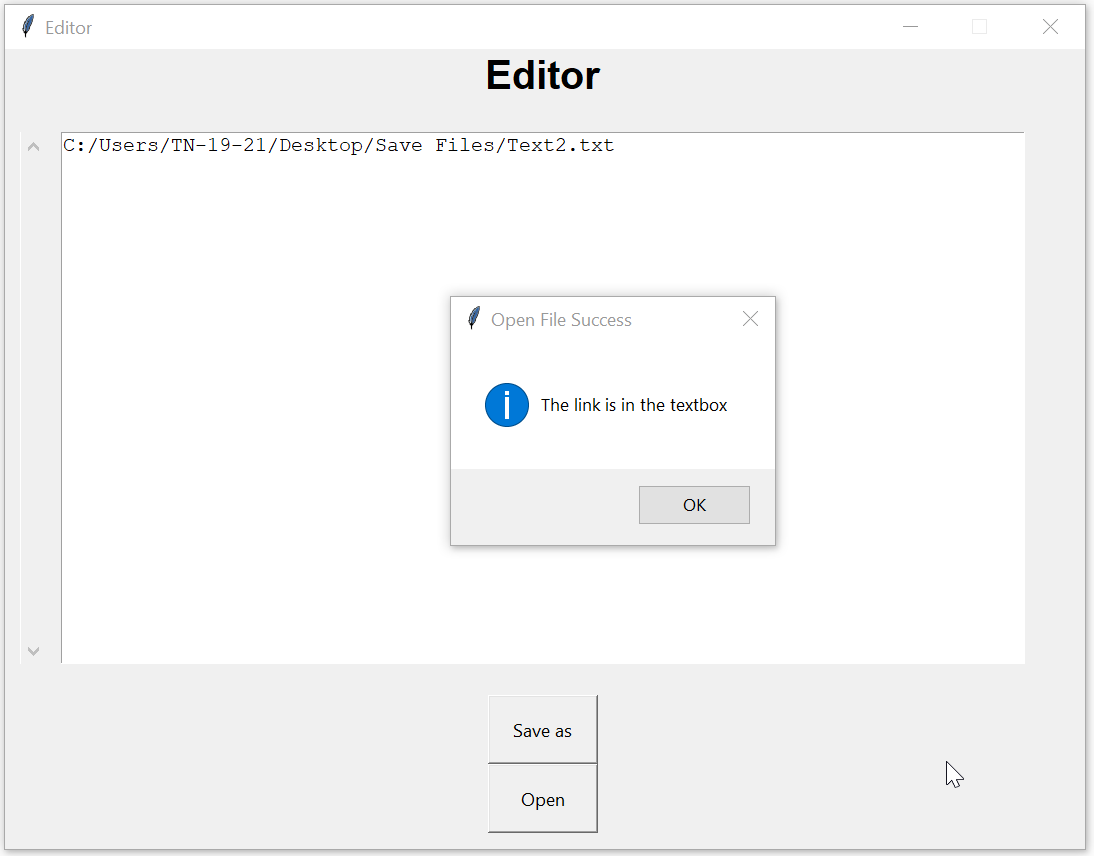 Editor
Editor
C:/Users/TN-19-21/Desktop/Save Files/Text2.txt
Open File Success
The link is in the textbox
OK
Save as
Open